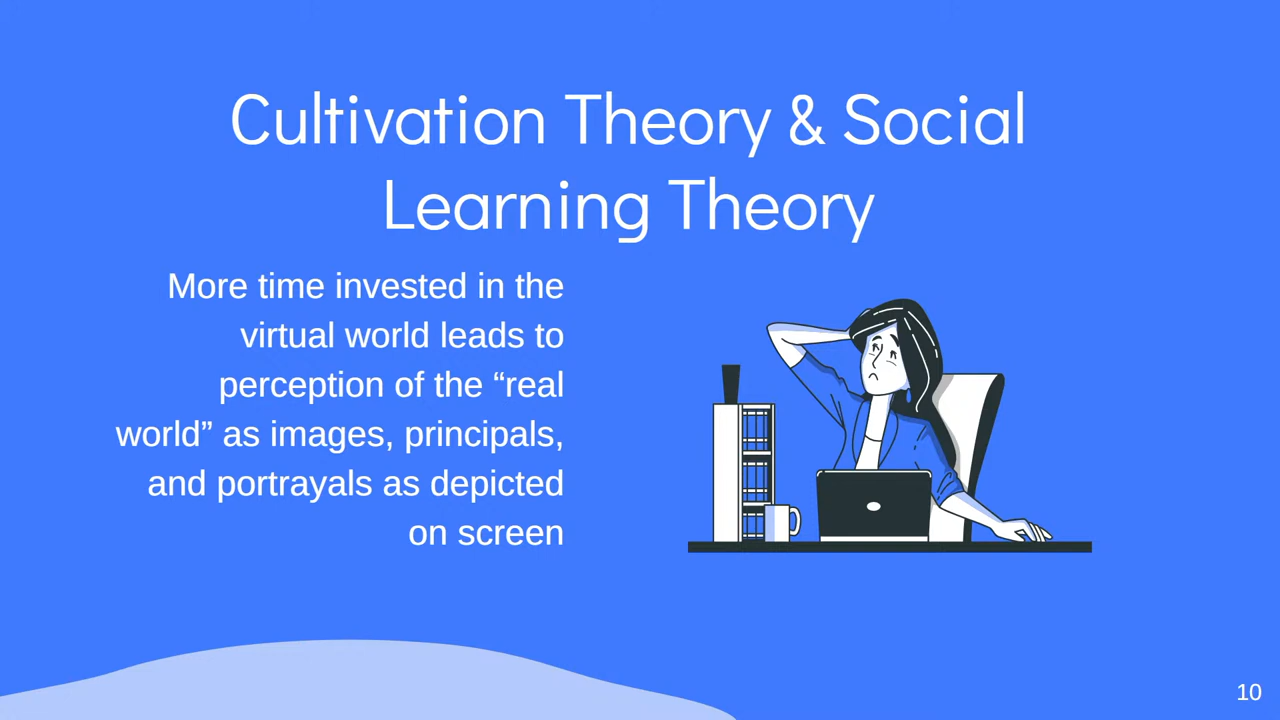 Cultivation Theory & Social
Learning Theory
More time invested in the
virtual world leads to
perception of the “real
world” as images, principals,
and portrayals as depicted
on screen
10